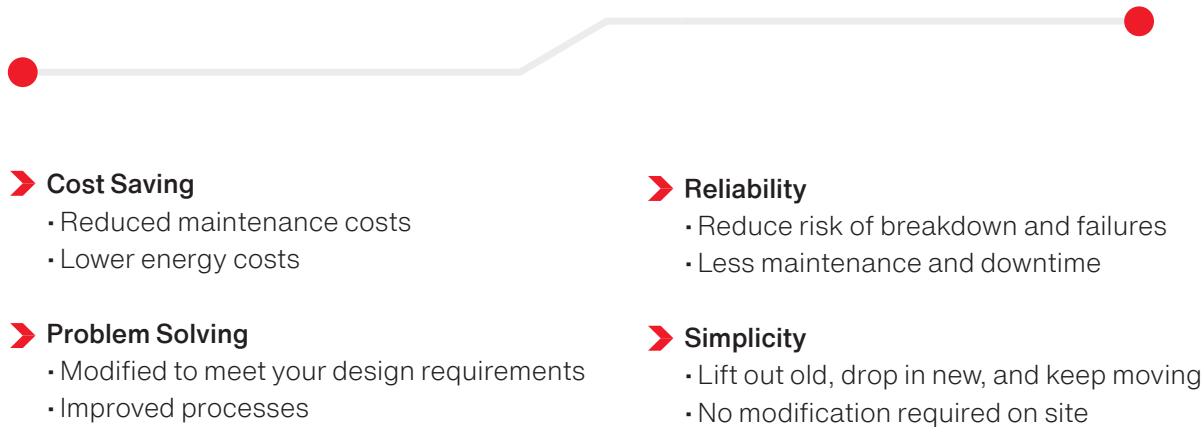 Cost Saving
· Reduced maintenance costs
· Lower energy costs
Problem Solving
· Modified to meet your design requirements
· Improved processes
Reliability
· Reduce risk of breakdown and failures
· Less maintenance and downtime
Simplicity
· Lift out old, drop in new, and keep moving
· No modification required on site